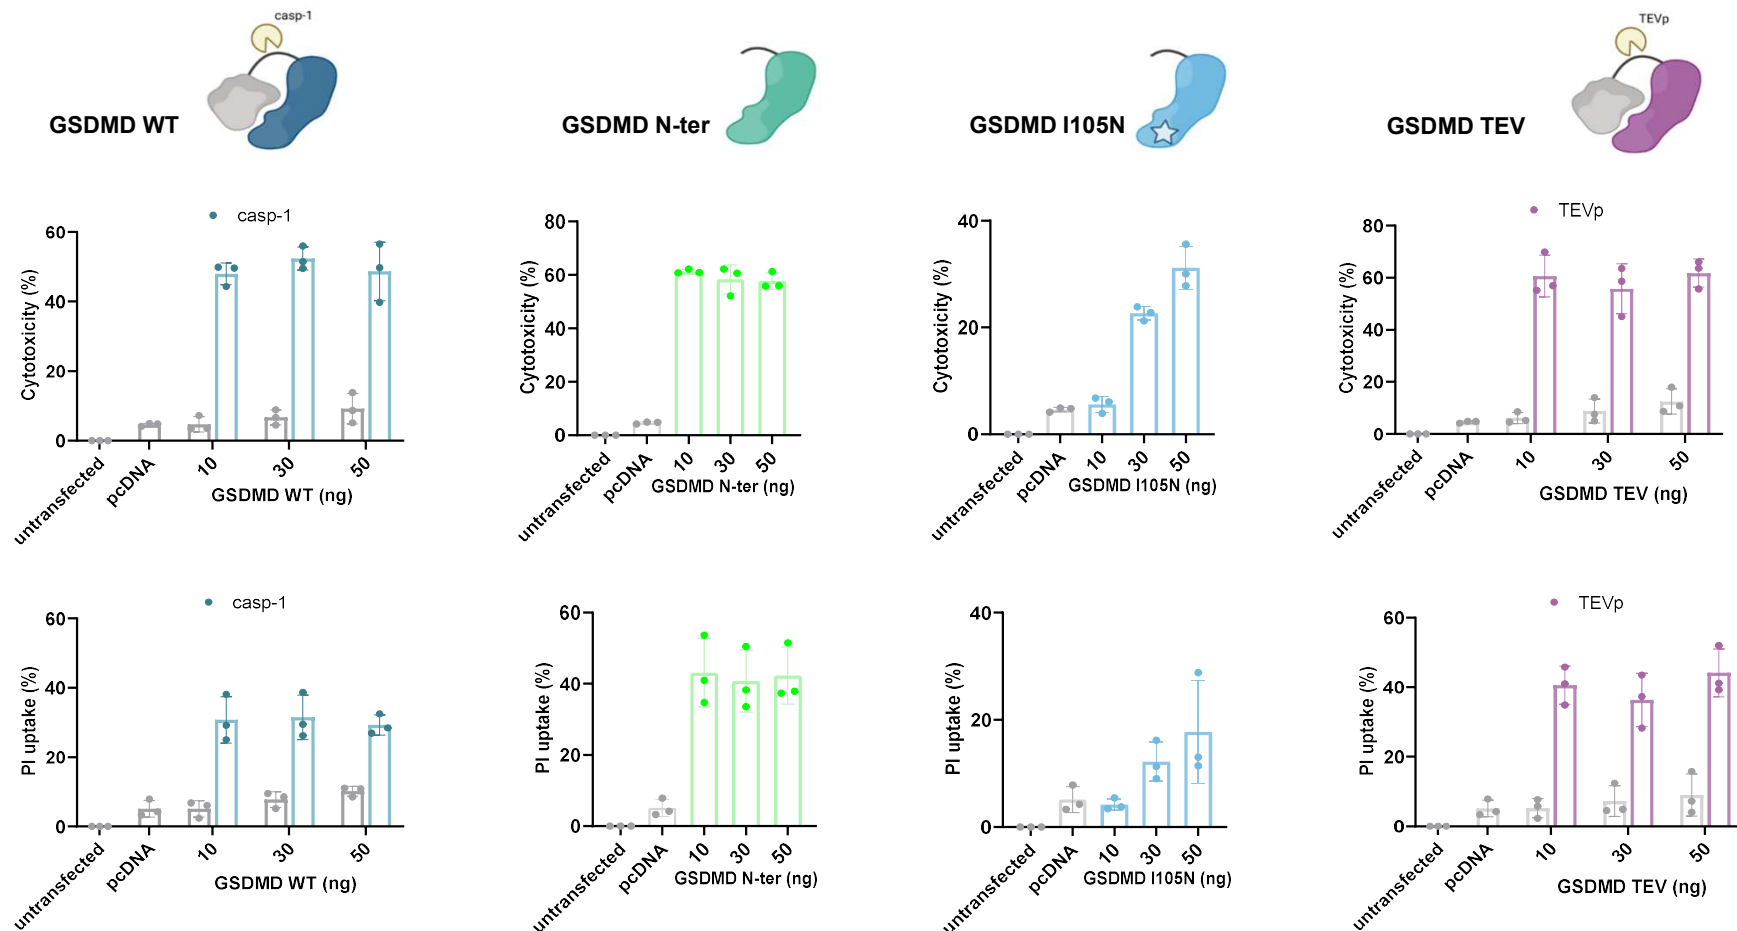 casp-1
TEVp
GSDMD WT
GSDMD N-ter
GSDMD I105N
GSDMD TEV
casp-1
60
40
20
0
Cytotoxicity (%)
untransfected
pcDNA
10
30
50
GSDMD WT (ng)
80
60
40
20
0
Cytotoxicity (%)
untransfected
pcDNA
10
30
50
GSDMD N-ter (ng)
40
20
0
Cytotoxicity (%)
untransfected
pcDNA
10
30
50
GSDMD I105N (ng)
TEVp
80
60
40
20
0
Cytotoxicity (%)
untransfected
pcDNA
10
30
50
GSDMD TEV (ng)
casp-1
60
40
20
0
PI uptake (%)
untransfected
pcDNA
10
30
50
GSDMD WT (ng)
60
40
20
0
PI uptake (%)
untransfected
pcDNA
10
30
50
GSDMD N-ter (ng)
40
20
0
PI uptake (%)
untransfected
pcDNA
10
30
50
GSDMD I105N (ng)
TEVp
60
40
20
0
PI uptake (%)
untransfected
pcDNA
10
30
50
GSDMD TEV (ng)